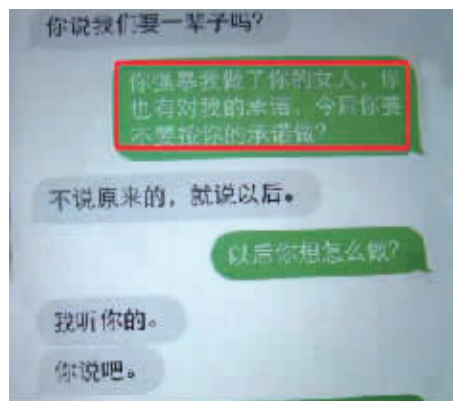 你说我们要一辈子吗?
你强暴我做了你的女人，你
也有对我的承诺，今后你要
不要按你的承诺做?
不说原来的，就说以后。
以后你想怎么做?
我听你的。
你说吧。